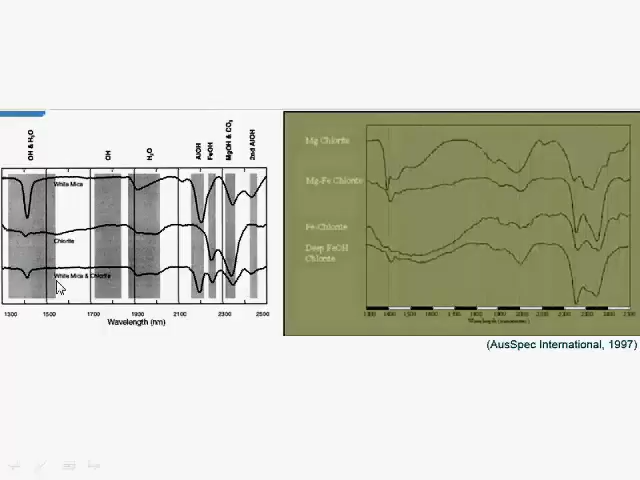 OH & H2O
OH
H2O
AlOH
FeOH
MgOH & CO3
2nd AlOH
White Mica
Chlorite
White Mica & Chlorite
1300 1500 1700 1900 2100 2300 2500
Wavelength (nm)
Mg Chlorite
Mg-Fe Chlorite
Fe-Chlorite
Deep FeOH
Chlorite
(AusSpec International, 1997)